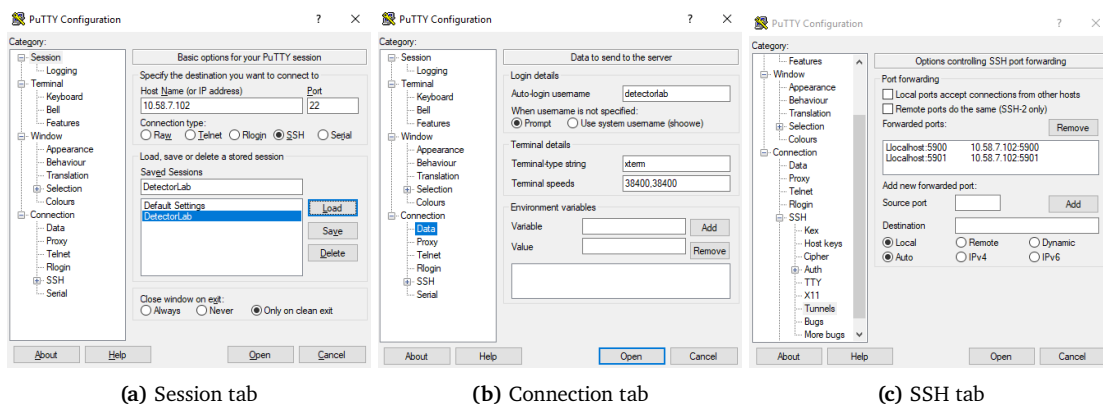 PuTTY Configuration
?
×
Category:
Session
Logging
Terminal
Keyboard
Bell
Features
Window
Appearance
Behaviour
Translation
Selection
Colours
Connection
Data
Proxy
Telnet
Rlogin
SSH
Serial
Basic options for your PuTTY session
Specify the destination you want to connect to
Host Name (or IP address) Port
10.58.7.102 22
Connection type:
Raw Telnet Rlogin SSH Serial
Load, save or delete a stored session
Saved Sessions
DetectorLab
Default Settings
DetectorLab
Load
Save
Delete
Close window on exit:
Always Never Only on clean exit
About Help Open Cancel
(a) Session tab
PuTTY Configuration
?
×
Category:
Session
Logging
Terminal
Keyboard
Bell
Features
Window
Appearance
Behaviour
Translation
Selection
Colours
Connection
Data
Proxy
Telnet
Rlogin
SSH
Serial
Data to send to the server
Login details
Auto-login username detectorlab
When username is not specified:
Prompt Use system username (shoowe)
Terminal details
Terminal-type string xterm
Terminal speeds 38400,38400
Environment variables
Variable Add
Value Remove
About Help Open Cancel
(b) Connection tab
PuTTY Configuration
?
×
Category:
Features
Window
Appearance
Behaviour
Translation
Selection
Colours
Connection
Data
Proxy
Telnet
Rlogin
SSH
Kex
Host keys
Cipher
Auth
TTY
X11
Tunnels
Bugs
More bugs
Options controlling SSH port forwarding
Port forwarding
Local ports accept connections from other hosts
Remote ports do the same (SSH-2 only)
Forwarded ports: Remove
Llocalhost:5900 10.58.7.102:5900
Llocalhost:5901 10.58.7.102:5901
Add new forwarded port:
Source port Add
Destination
Local Remote Dynamic
Auto IPv4 IPv6
About Help Open Cancel
(c) SSH tab